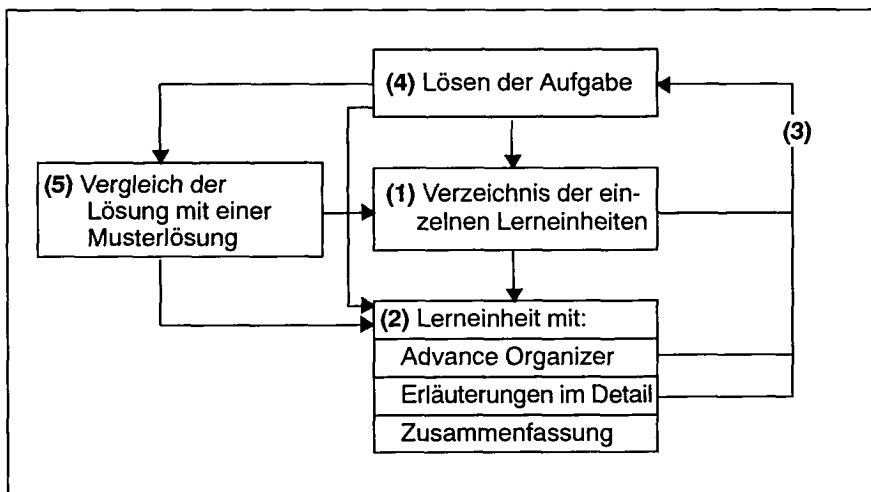 (4) Lösen der Aufgabe
(3)
(5) Vergleich der
Lösung mit einer
Musterlösung
(1) Verzeichnis der ein-
zelnen Lerneinheiten
(2) Lerneinheit mit:
Advance Organizer
Erläuterungen im Detail
Zusammenfassung